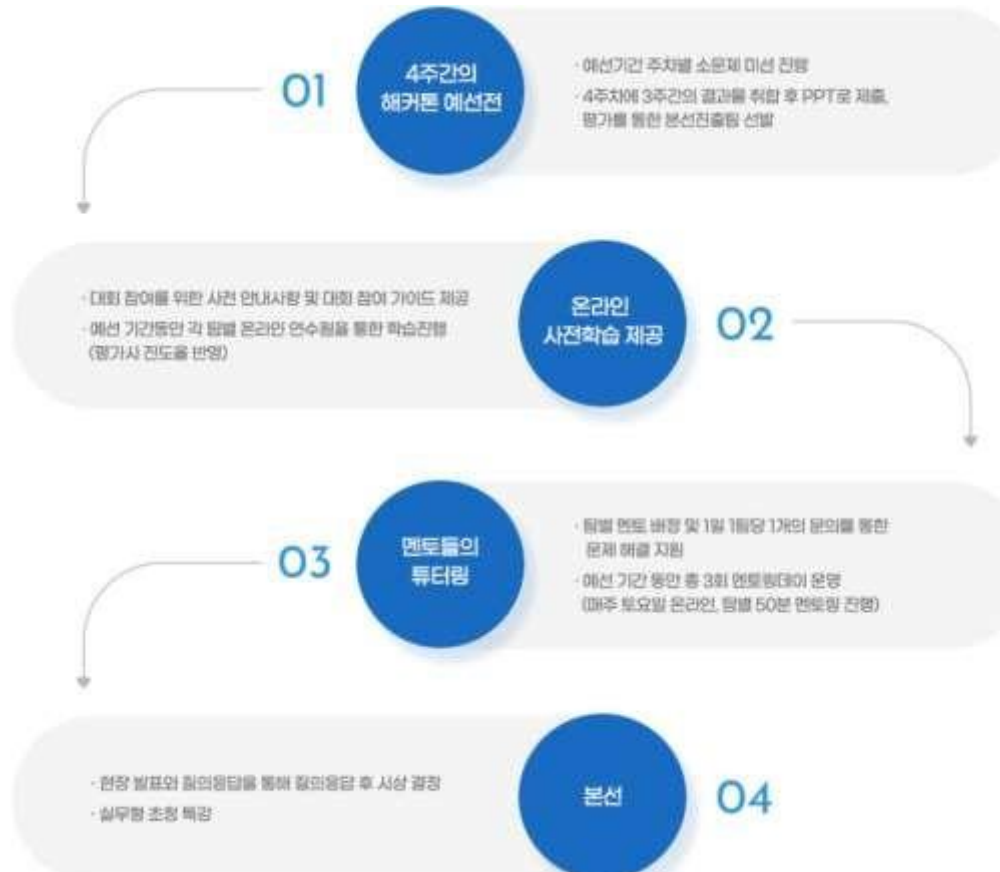 01
4주간의
해커톤 예선전
· 예선기간 주차별 소문제 미션 진행
· 4주차에 3주간의 결과물 취합 후 PPT로 제출,
평가를 통한 본선진출팀 선발
· 대회 참여를 위한 사전 안내사항 및 대회 참여 가이드 제공
· 예선 기간동안 각 팀별 온라인 연수원을 통한 학습진행
(평가시 진도율 반영)
온라인
사전학습 제공
02
03
멘토들의
튜터링
· 팀별 멘토 배정 및 1일 1팀당 1개의 문의를 통한
문제 해결 지원
· 예선 기간 동안 총 3회 멘토링데이 운영
(매주 토요일 온라인, 팀별 50분 멘토링 진행)
· 현장 발표와 질의응답을 통해 질의응답 후 시상 결정
· 실무형 초청 특강
본선
04